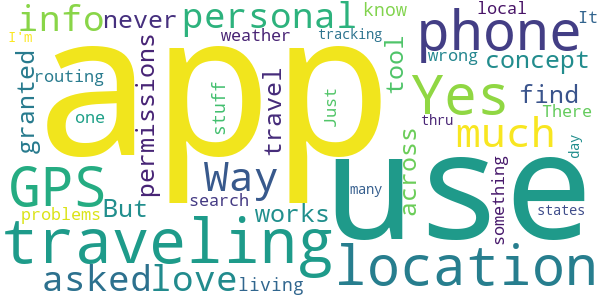 info never personal know local It
I'm weather tracking phone
app permissions travel tool wrong concept
granted routing stuff Just Yes thru find There
one across much
GPS Way use something day
But search works many states
problems traveling location
asked love living